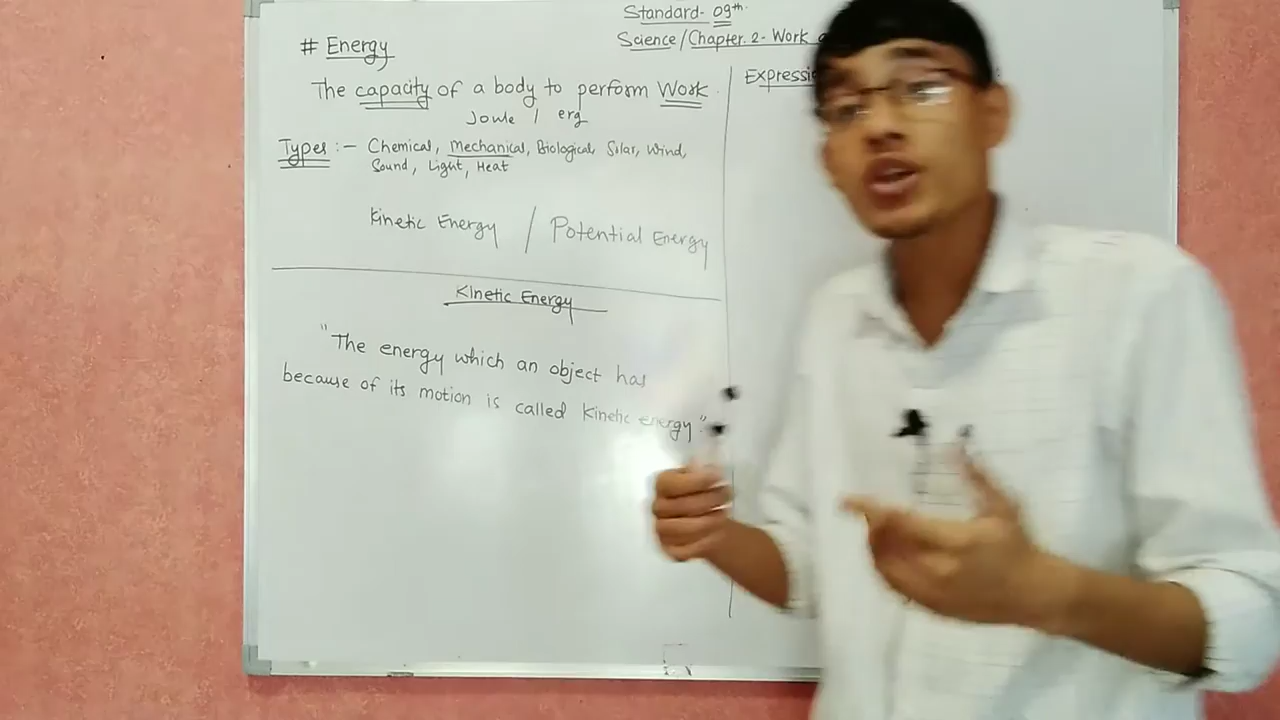 Standard- 09th.
Science/Chapter. 2- Work
# Energy
The capacity of a body to perform Work.
Joule / erg
Types :- Chemical, Mechanical, Biological, Solar, Wind,
Sound, Light, Heat
Kinetic Energy / Potential Energy
Kinetic Energy
"The energy which an object has
because of its motion is called Kinetic energy".
Expressi